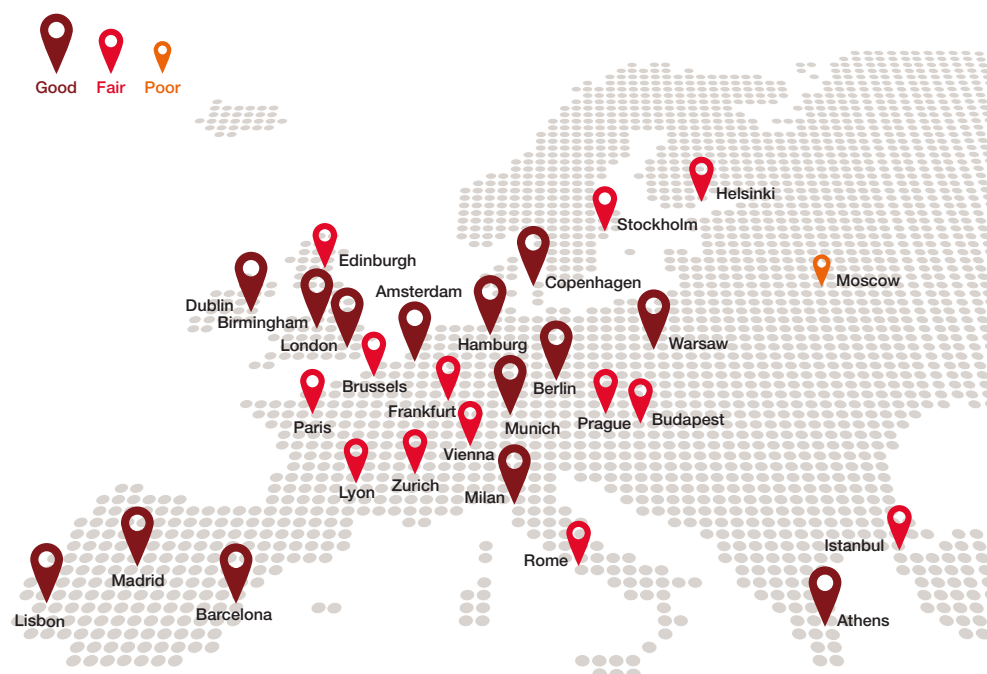 Good
Fair
Poor
Helsinki
Stockholm
Edinburgh
Moscow
Copenhagen
Amsterdam
Dublin
Birmingham
London
Hamburg
Warsaw
Brussels
Berlin
Frankfurt
Budapest
Paris
Munich
Prague
Vienna
Zurich
Lyon
Milan
Istanbul
Rome
Madrid
Barcelona
Lisbon
Athens